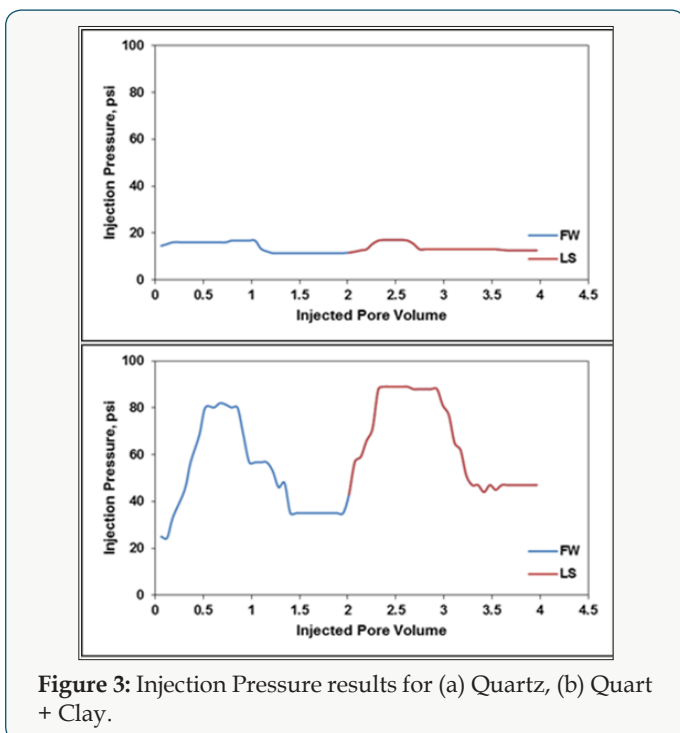 100
80
60
40
20
0
Injection Pressure, psi
FW
LS
0 0.5 1 1.5 2 2.5 3 3.5 4 4.5
Injected Pore Volume
100
80
60
40
20
0
Injection Pressure, psi
FW
LS
0 0.5 1 1.5 2 2.5 3 3.5 4 4.5
Injected Pore Volume
Figure 3: Injection Pressure results for (a) Quartz, (b) Quart
+ Clay.